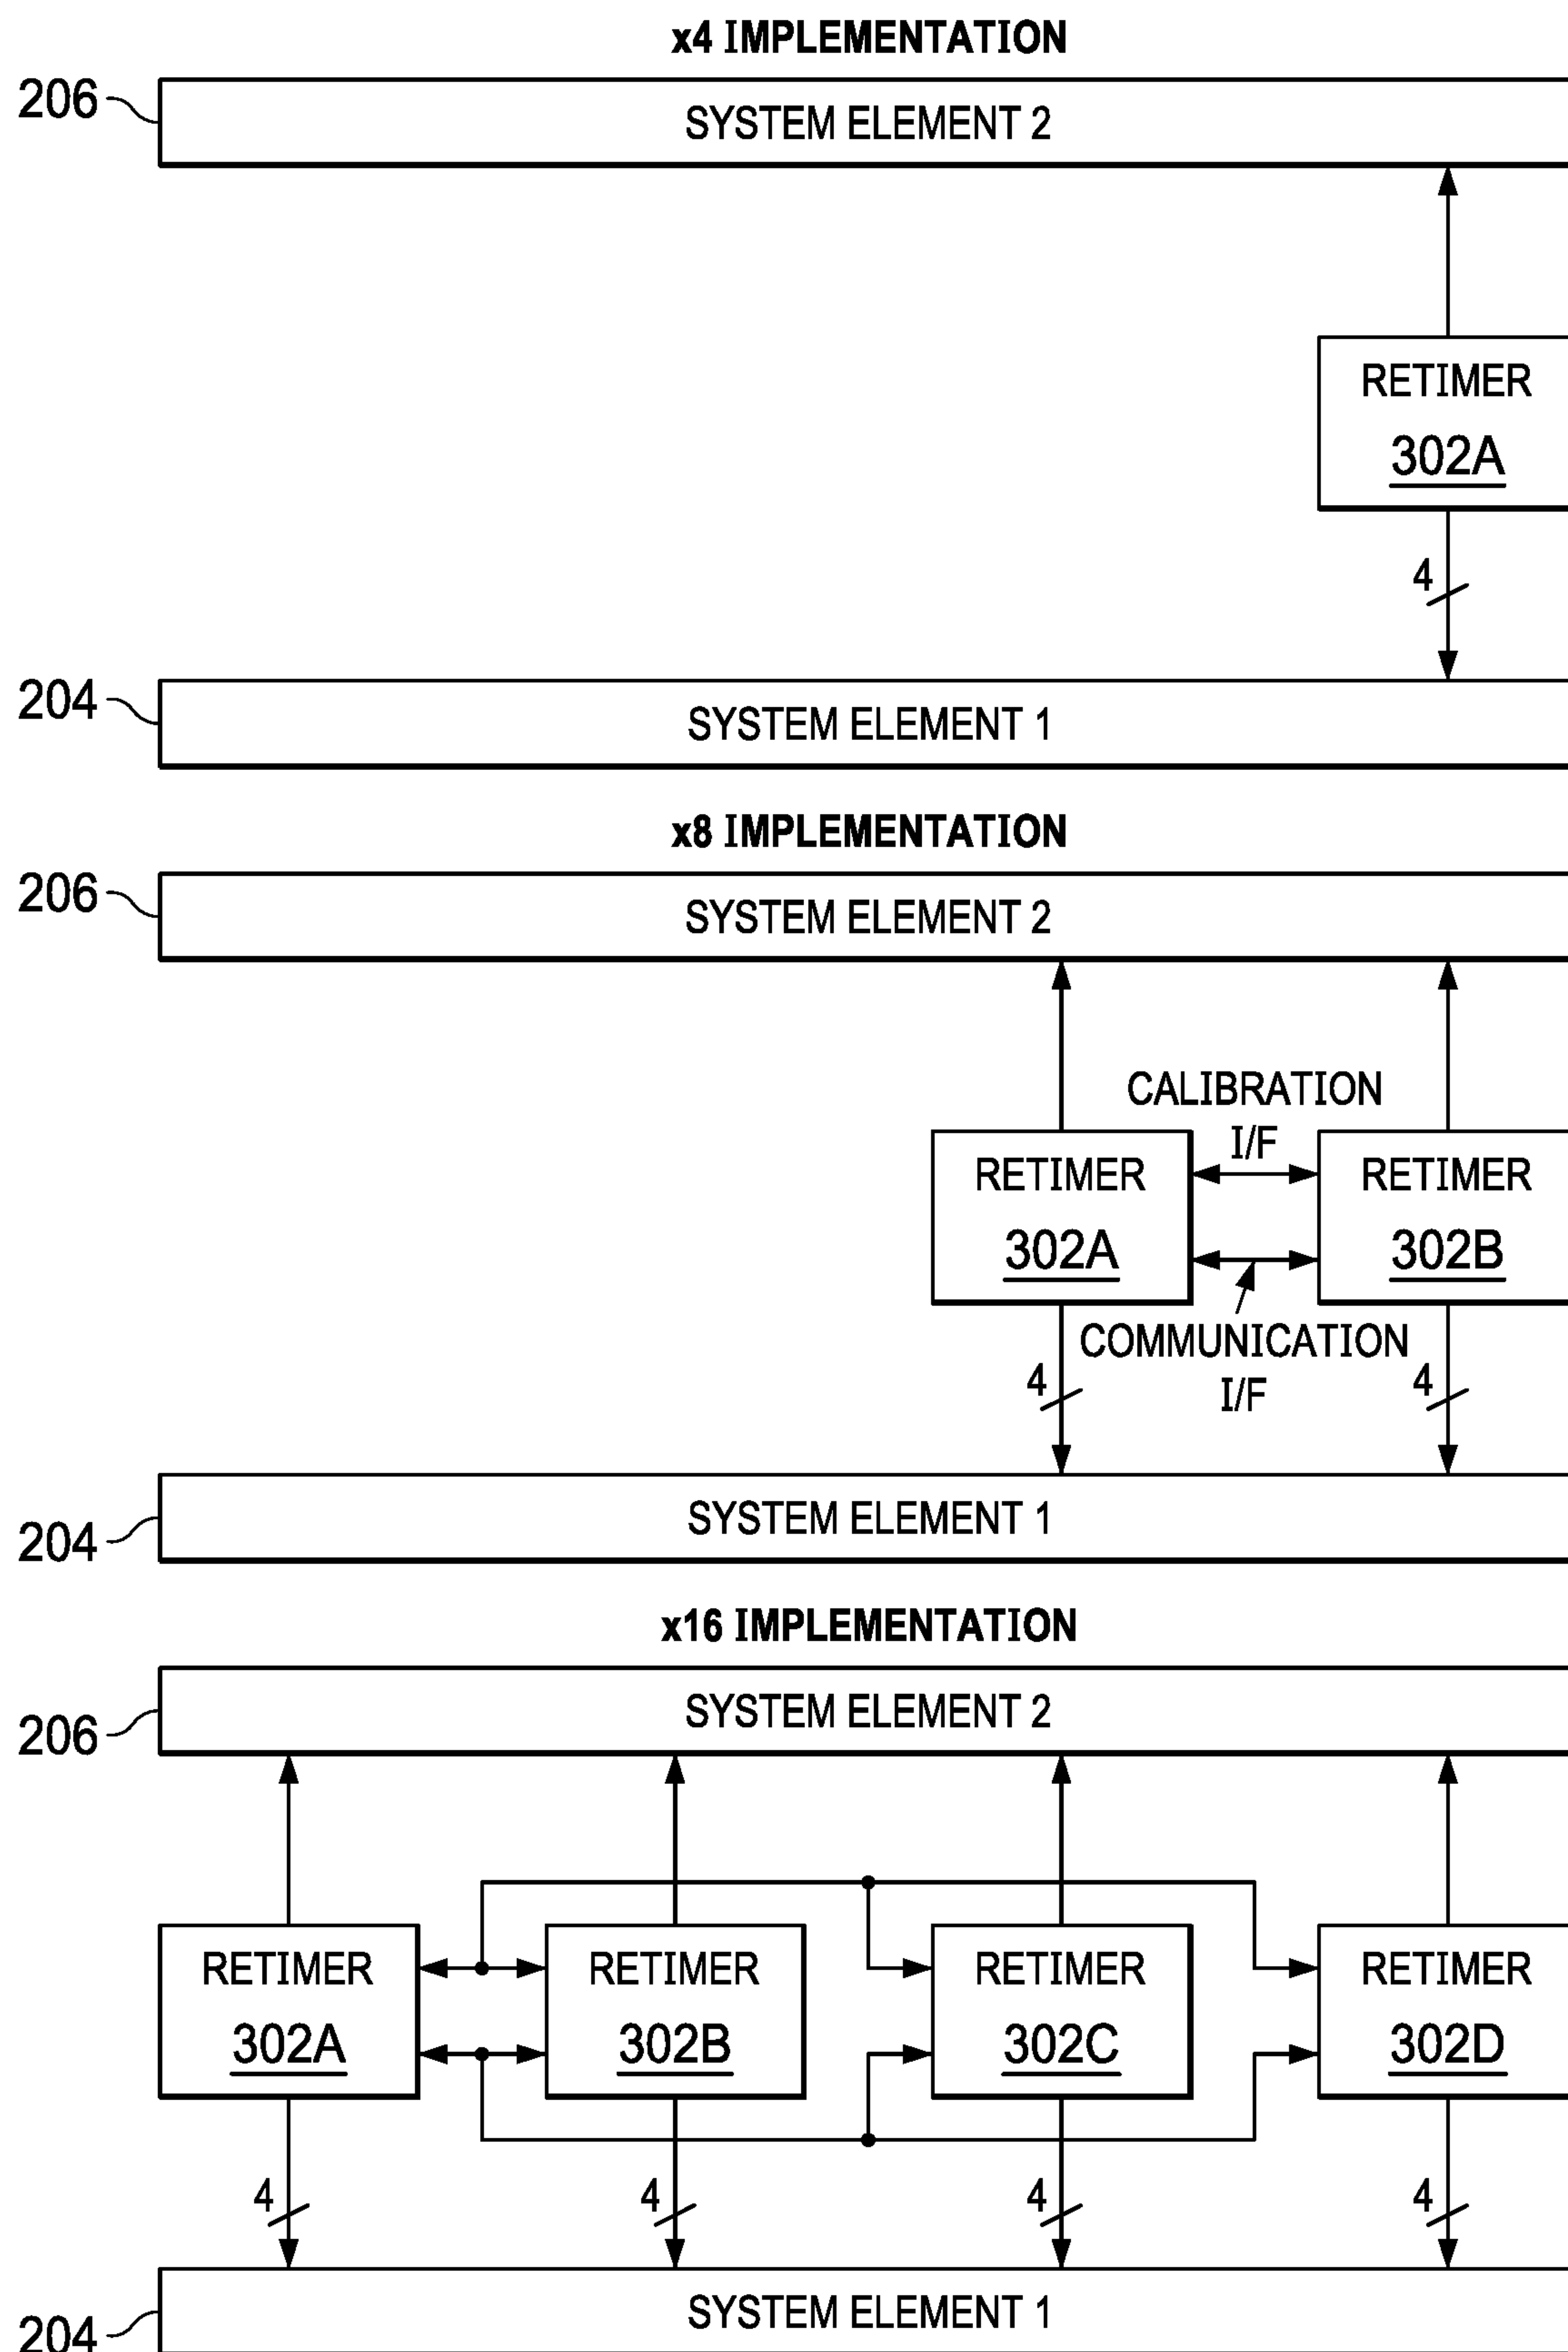 x4 IMPLEMENTATION
206
SYSTEM ELEMENT 2
RETIMER
302A
4
204
SYSTEM ELEMENT 1
x8 IMPLEMENTATION
206
SYSTEM ELEMENT 2
CALIBRATION
I/F
RETIMER
RETIMER
302A
302B
COMMUNICATION
I/F
4
4
204
SYSTEM ELEMENT 1
x16 IMPLEMENTATION
206
SYSTEM ELEMENT 2
RETIMER
RETIMER
RETIMER
RETIMER
302A
302B
302C
302D
4
4
4
4
204
SYSTEM ELEMENT 1